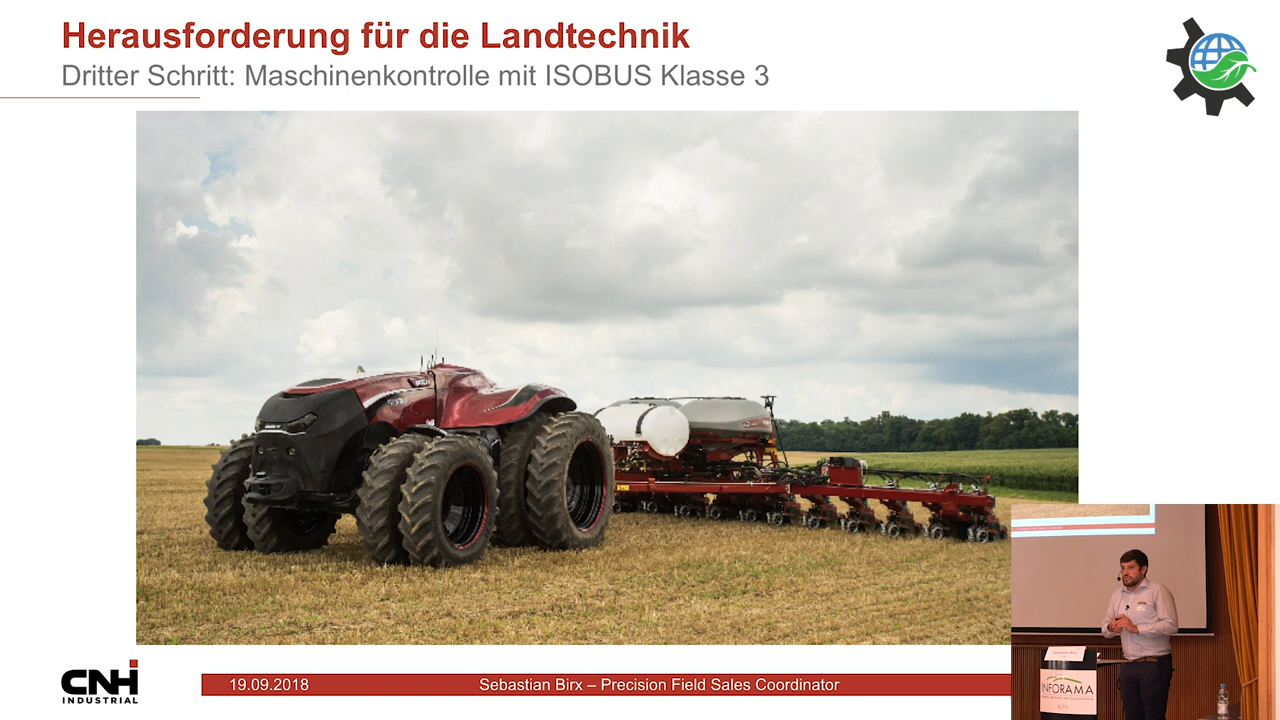 Herausforderung für die Landtechnik
Dritter Schritt: Maschinenkontrolle mit ISOBUS Klasse 3
CNH
INDUSTRIAL
19.09.2018
Sebastian Birx – Precision Field Sales Coordinator
INFORAMA